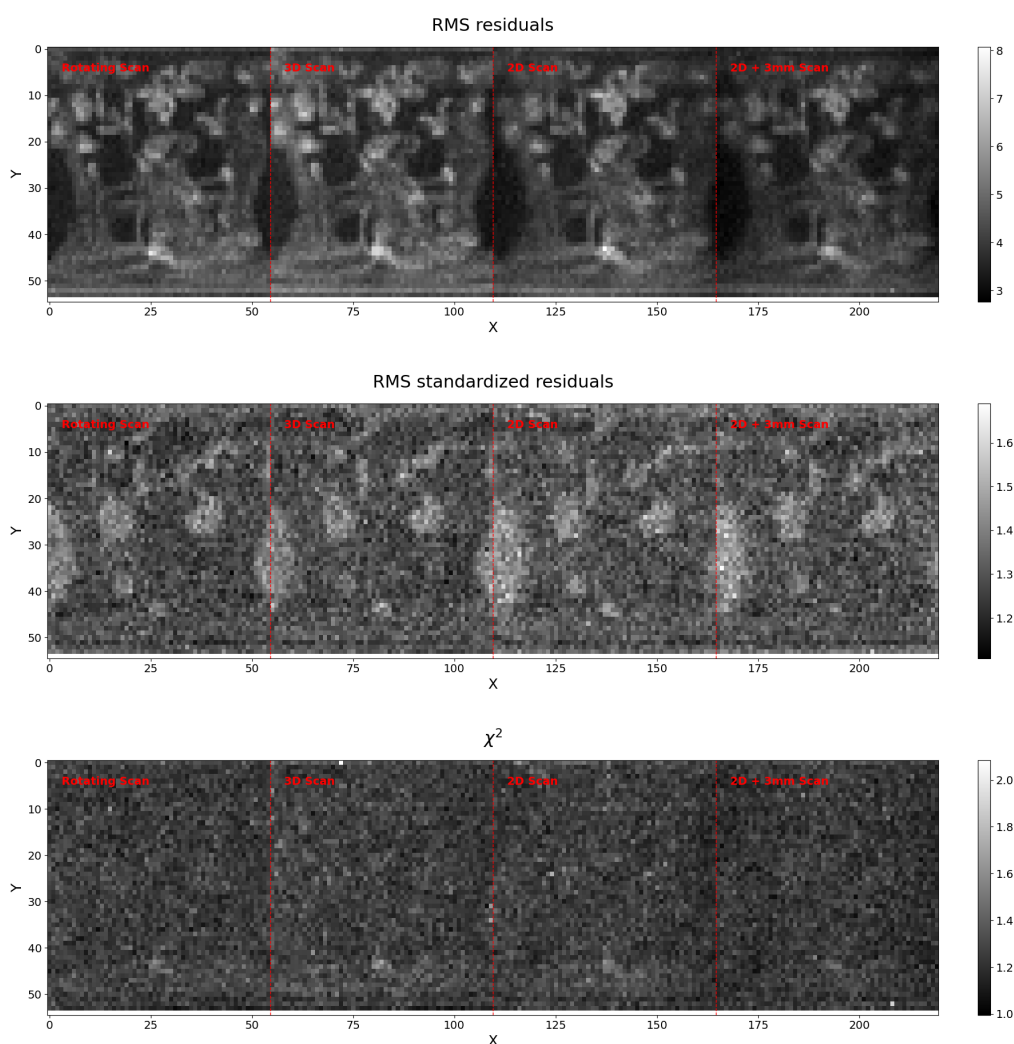 RMS residuals
Rotating Scan 3D Scan 2D Scan 2D + 3mm Scan
Y
0
10
20
30
40
50
0 25 50 75 100 125 150 175 200
X
8
7
6
5
4
3
RMS standardized residuals
Rotating Scan 3D Scan 2D Scan 2D + 3mm Scan
Y
0
10
20
30
40
50
0 25 50 75 100 125 150 175 200
X
1.6
1.5
1.4
1.3
1.2
χ²
Rotating Scan 3D Scan 2D Scan 2D + 3mm Scan
Y
0
10
20
30
40
50
0 25 50 75 100 125 150 175 200
X
2.0
1.8
1.6
1.4
1.2
1.0